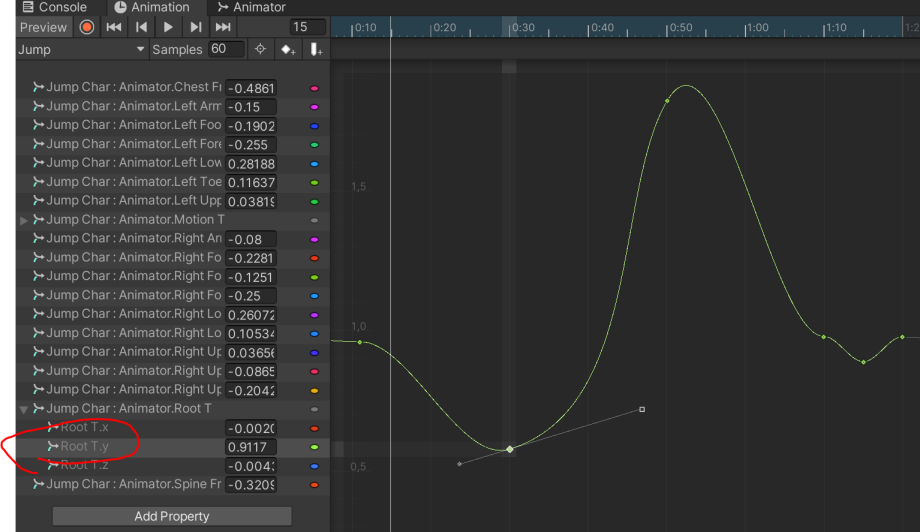 Console Animation Animator
Preview 15 0:10 0:20 0:30 0:40 0:50 1:00 1:10 1:2
Jump Samples 60
Jump Char : Animator.Chest Fr -0.4861
Jump Char : Animator.Left Arm -0.15
Jump Char : Animator.Left Foo -0.1902
Jump Char : Animator.Left Fore -0.255
Jump Char : Animator.Left Low 0.28188
Jump Char : Animator.Left Toe 0.11637
Jump Char : Animator.Left Upp 0.03819
Jump Char : Animator.Motion T
Jump Char : Animator.Right Arı -0.08
Jump Char : Animator.Right Fo -0.2281
Jump Char : Animator.Right Fo -0.1251
Jump Char : Animator.Right Fo -0.25
Jump Char : Animator.Right Lo 0.26072
Jump Char : Animator.Right Lo 0.10534
Jump Char : Animator.Right Up 0.03656
Jump Char : Animator.Right Up -0.0865
Jump Char : Animator.Right Up -0.2042
Jump Char : Animator.Root T
Root T.x -0.0020
Root T.y 0.9117
Root T.z -0.004
Jump Char : Animator.Spine Fr -0.3209
Add Property
1,5
1,0
0,5